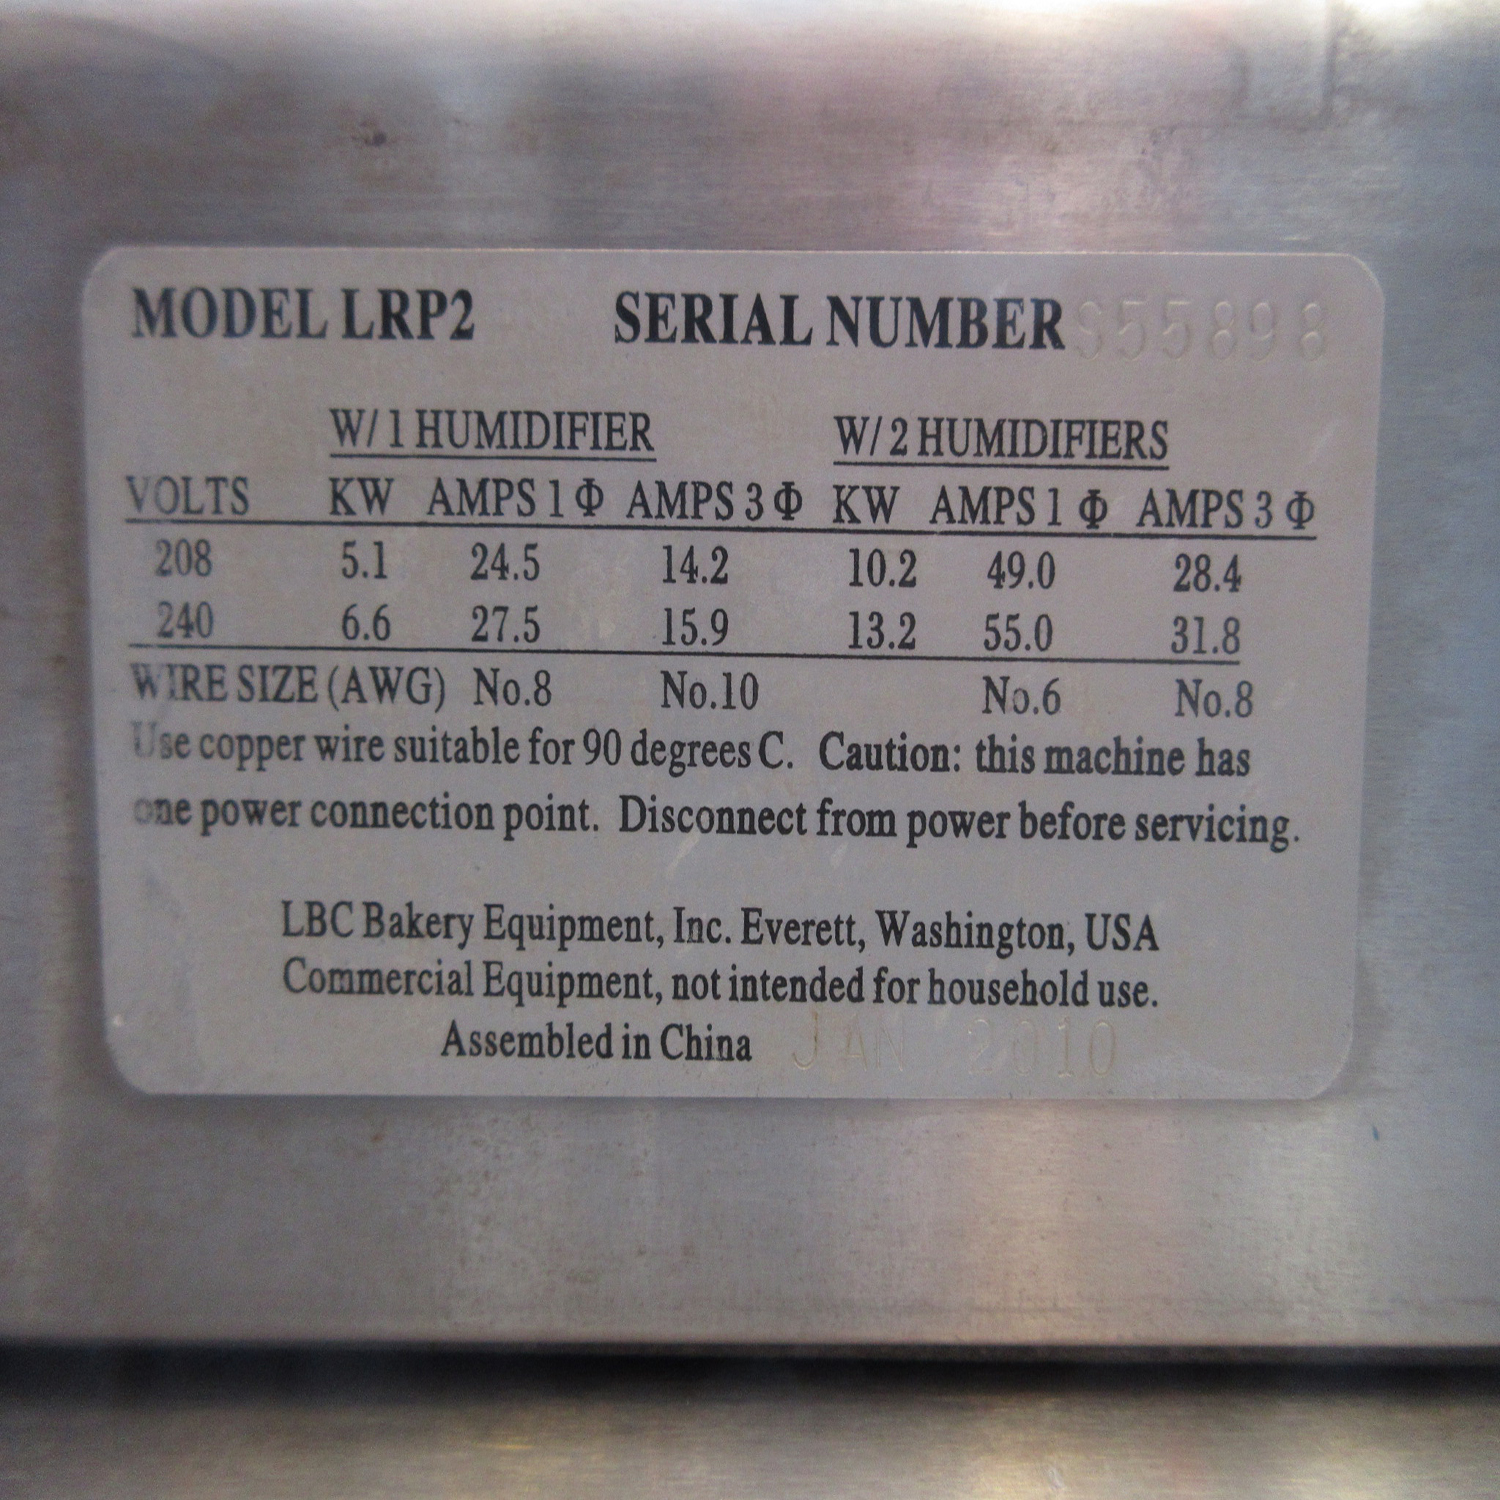 MODEL LRP2 SERIAL NUMBER S55898
W/ 1 HUMIDIFIER W/ 2 HUMIDIFIERS
VOLTS KW AMPS 1 Φ AMPS 3 Φ KW AMPS 1 Φ AMPS 3 Φ
208 5.1 24.5 14.2 10.2 49.0 28.4
240 6.6 27.5 15.9 13.2 55.0 31.8
WIRE SIZE (AWG) No.8 No.10 No.6 No.8
Use copper wire suitable for 90 degrees C. Caution: this machine has
one power connection point. Disconnect from power before servicing.
LBC Bakery Equipment, Inc. Everett, Washington, USA
Commercial Equipment, not intended for household use.
Assembled in China JAN 2010